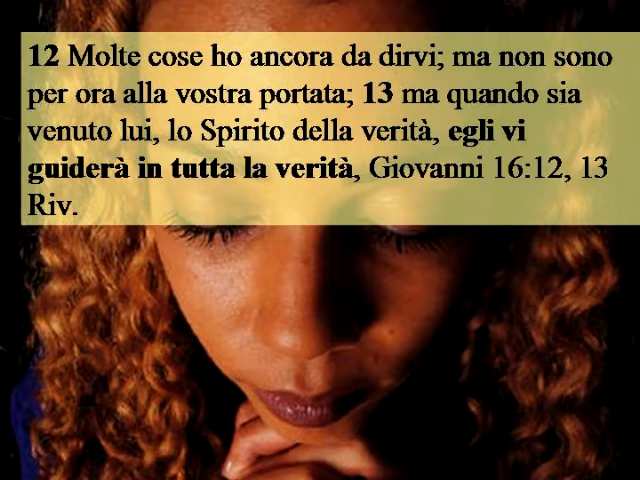 12 Molte cose ho ancora da dirvi; ma non sono
per ora alla vostra portata; 13 ma quando sia
venuto lui, lo Spirito della verità, egli vi
guiderà in tutta la verità, Giovanni 16:12, 13
Riv.